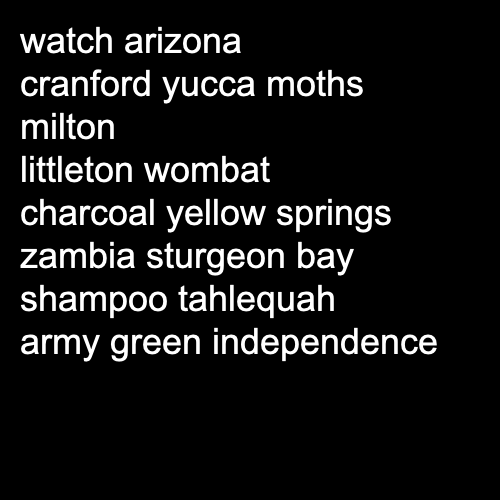 watch arizona
cranford yucca moths
milton
littleton wombat
charcoal yellow springs
zambia sturgeon bay
shampoo tahlequah
army green independence